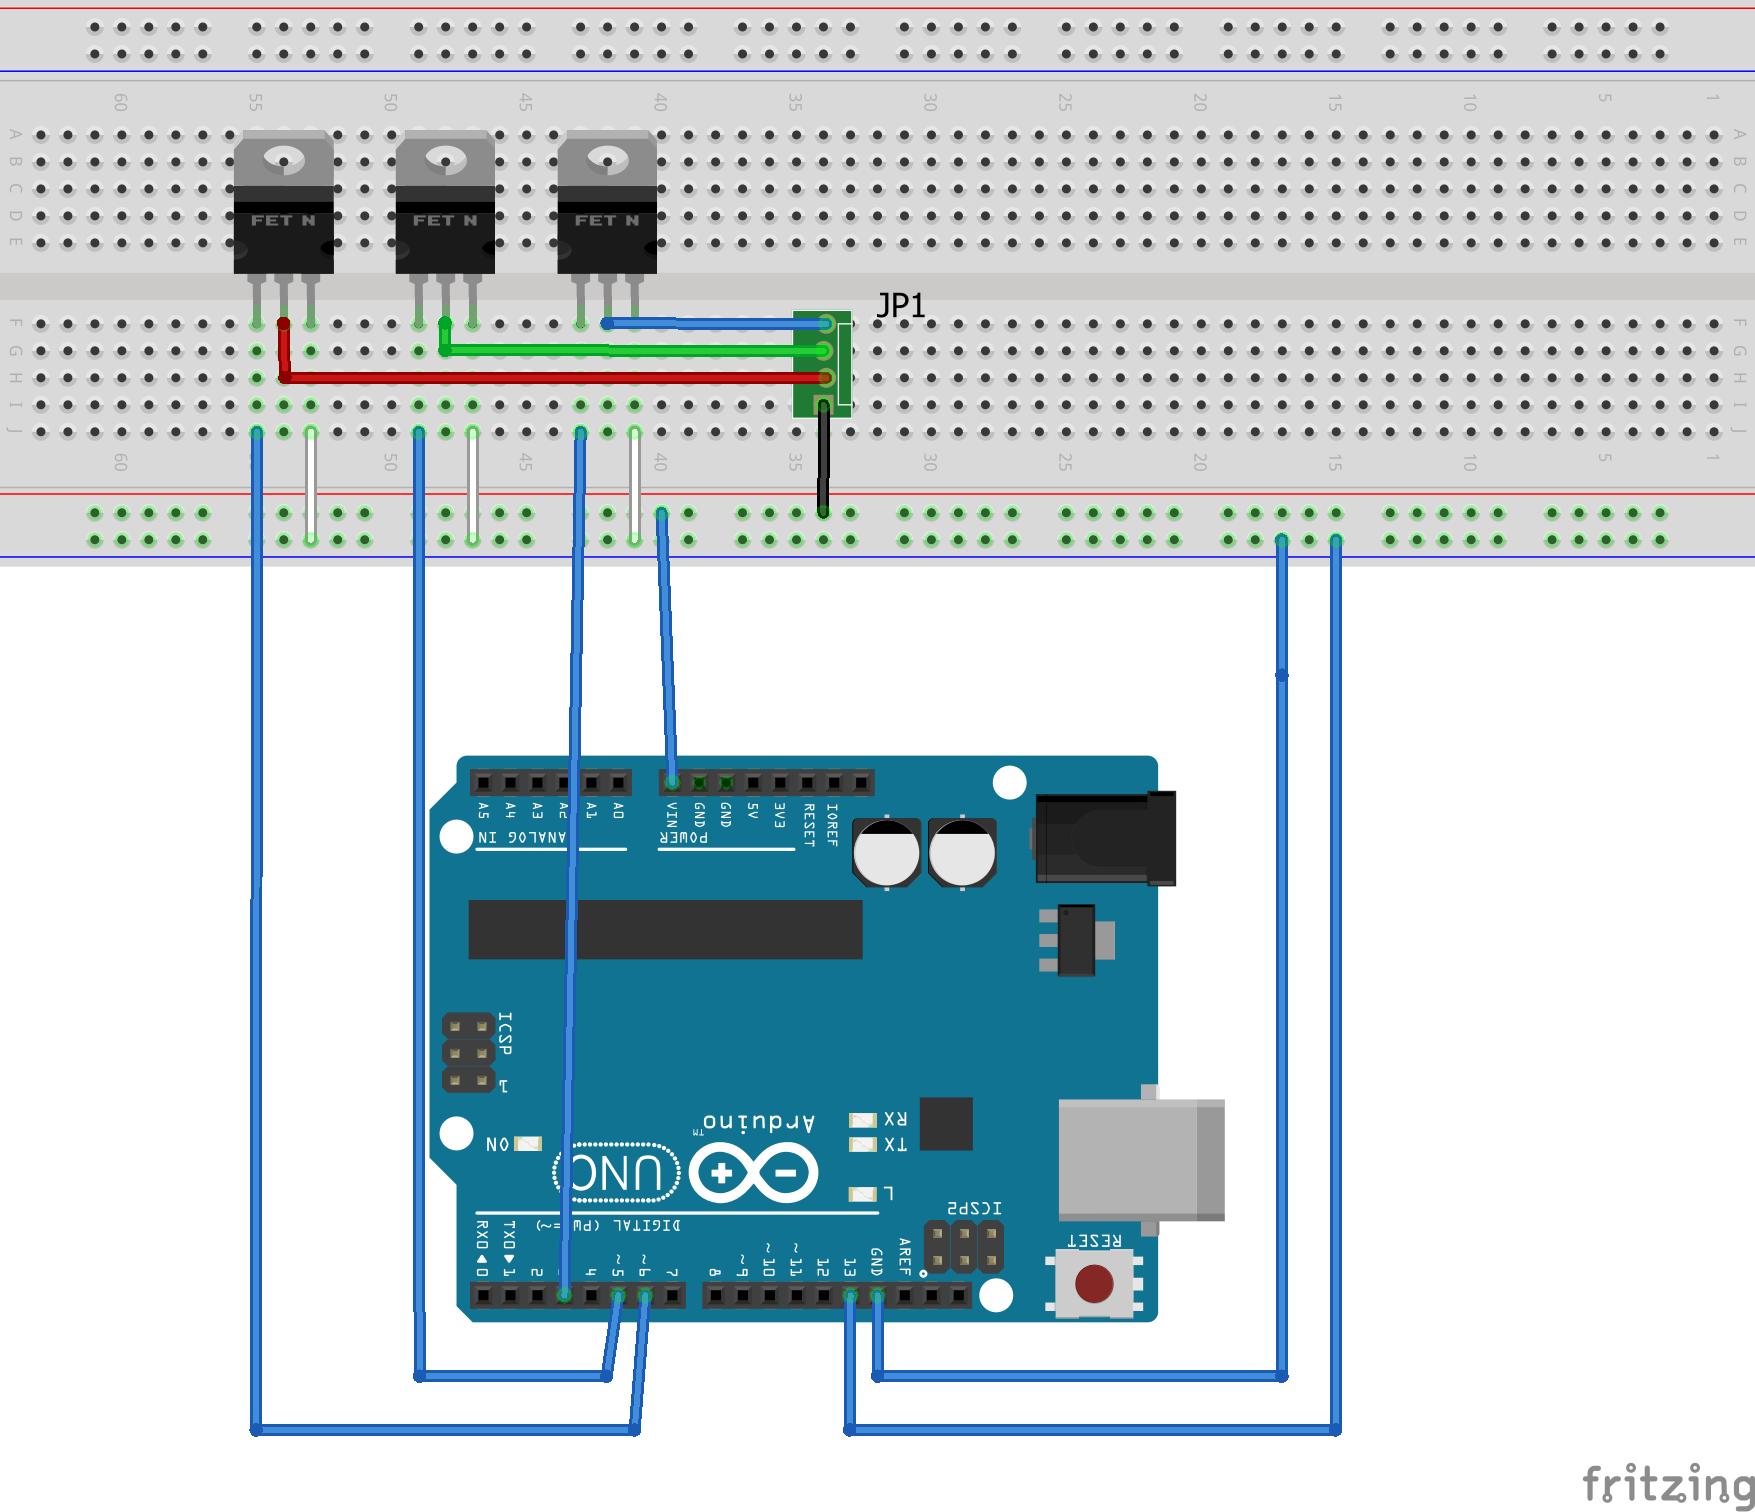 60 55 50 45 40 35 30 25 20 15 10 5 1
A A
B B
C C
D D
E E
FET N FET N FET N
JP1
F F
G G
H H
I I
J J
60 50 45 40 35 30 25 20 15 10 5 1
A5 A4 A3 A2 A1 A0 VIN GND GND 5V 3V3 RESET IOREF
ANALOG IN POWER
ICSP
1
Arduino
TM
RX
ON TX
UNO
L
ICSP2
DIGITAL (PWM=~)
RESET
RX0 0 TX0 1 2 4 ~5 ~6 7 8 ~9 ~10 ~11 12 13 GND AREF
fritzing